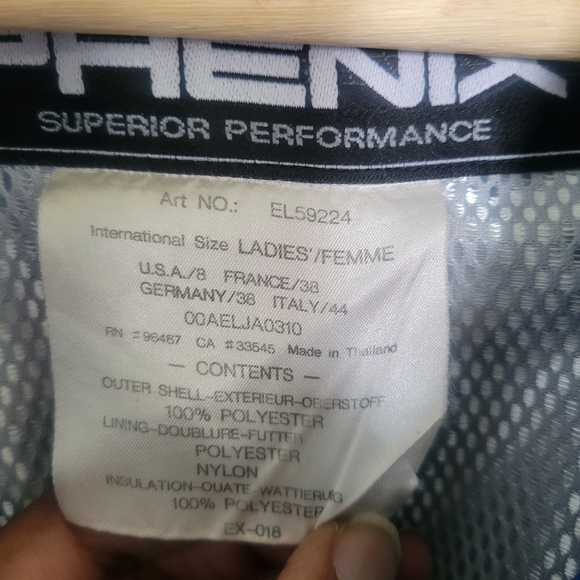 PHENIX
SUPERIOR PERFORMANCE
Art NO.: EL59224
International Size LADIES'/FEMME
U.S.A./8 FRANCE/38
GERMANY/38 ITALY/44
00AELJA0310
RN #96467 CA #33545 Made in Thailand
— CONTENTS —
OUTER SHELL-EXTERIEUR-OBERSTOFF
100% POLYESTER
LINING-DOUBLURE-FUTTER
POLYESTER
NYLON
INSULATION-OUATE WATTIERUG
100% POLYESTER
EX-018